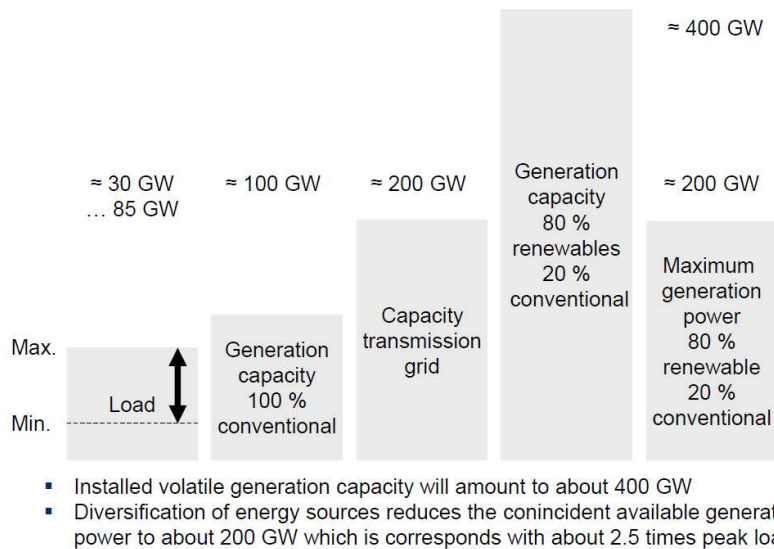 ≈ 400 GW
≈ 30 GW
… 85 GW
≈ 100 GW
≈ 200 GW
≈ 200 GW
Generation
capacity
80 %
renewables
20 %
conventional
Maximum
generation
power
80 %
renewable
20 %
conventional
Capacity
transmission
grid
Generation
capacity
100 %
conventional
Max.
Load
Min.
▪ Installed volatile generation capacity will amount to about 400 GW
▪ Diversification of energy sources reduces the conincident available generat
power to about 200 GW which is corresponds with about 2.5 times peak loa